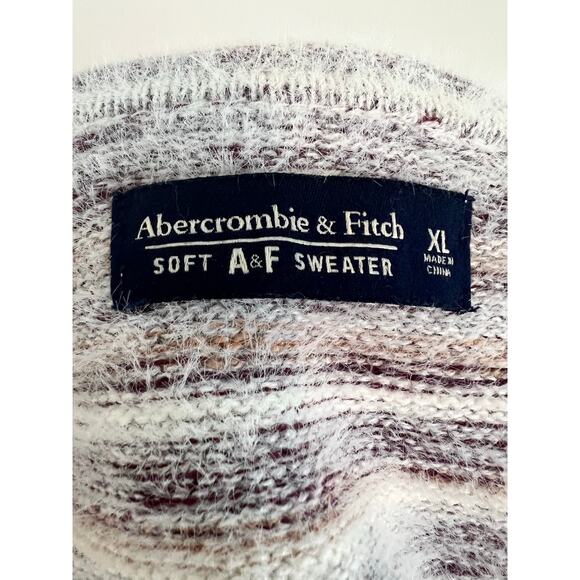 Abercrombie & Fitch
SOFT A&F SWEATER
XL
MADE IN
CHINA